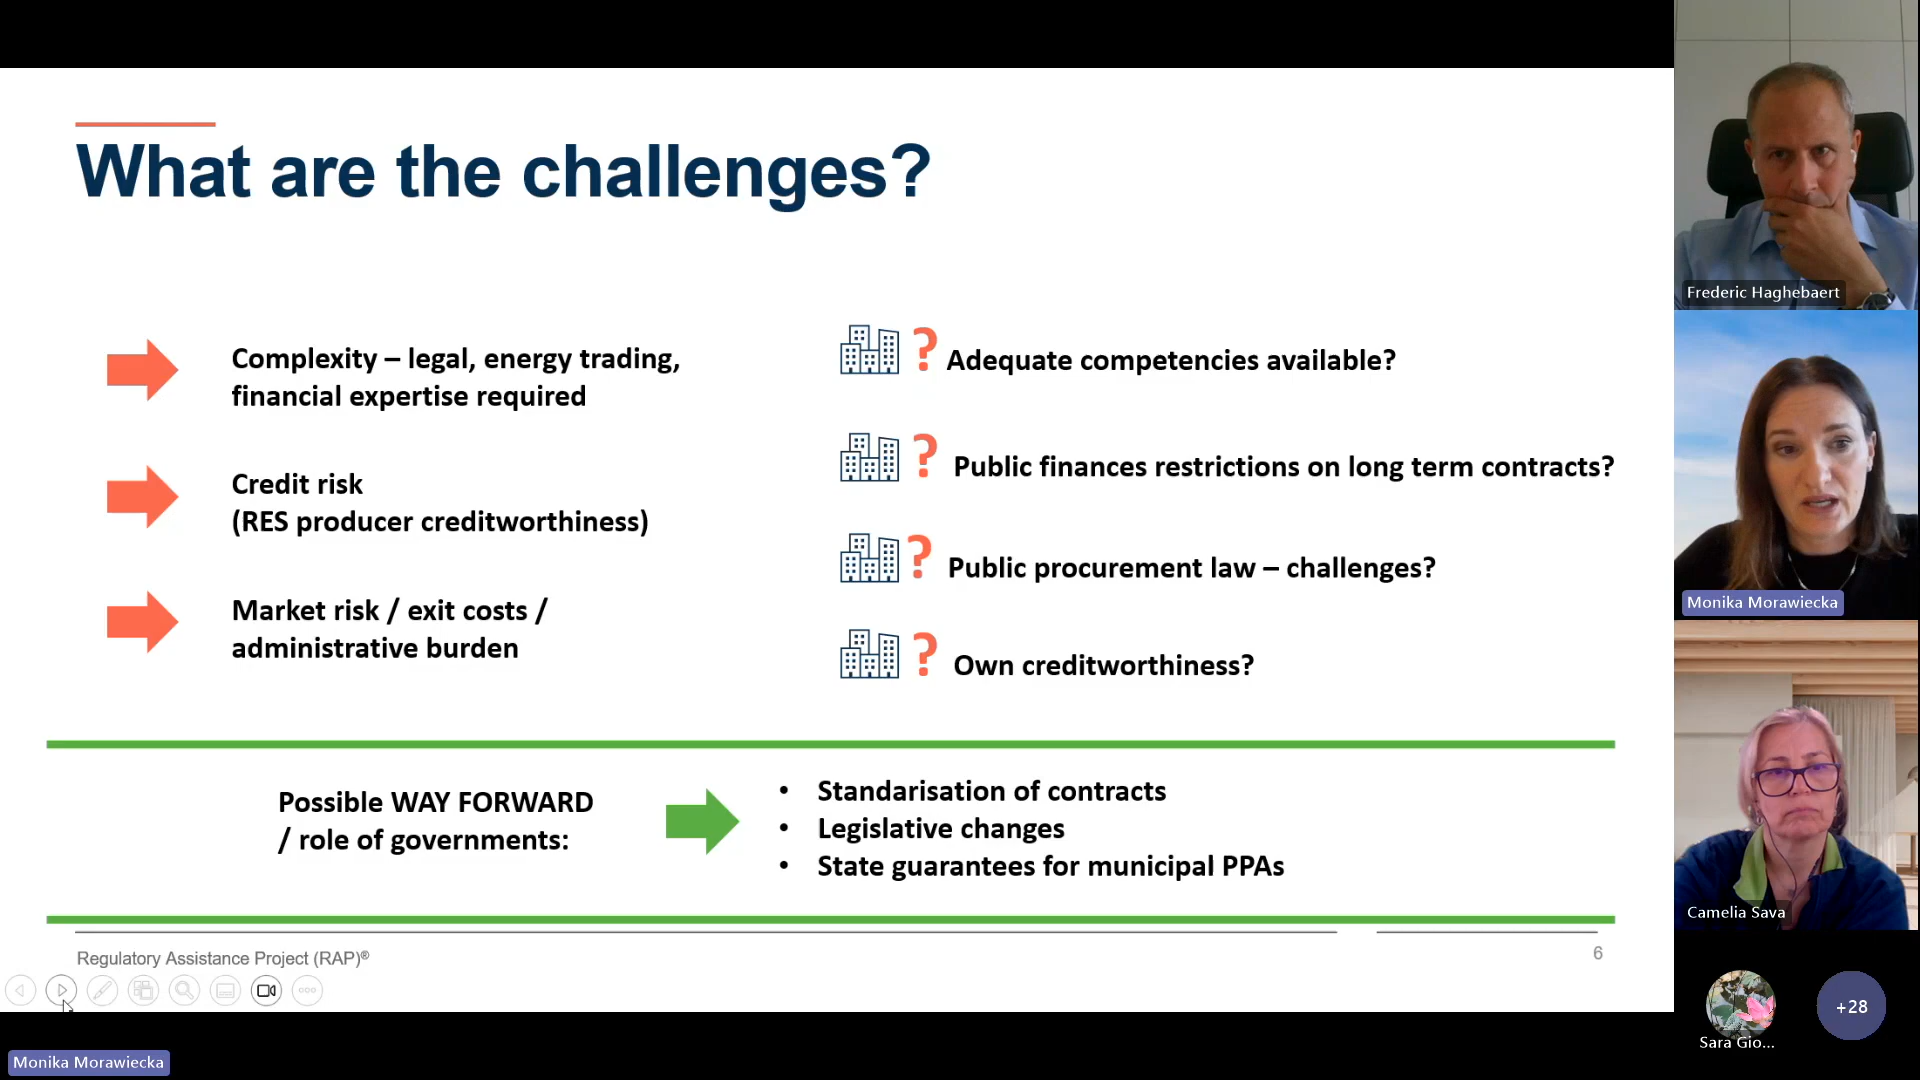 What are the challenges?
Complexity – legal, energy trading,
financial expertise required
Credit risk
(RES producer creditworthiness)
Market risk / exit costs /
administrative burden
? Adequate competencies available?
? Public finances restrictions on long term contracts?
? Public procurement law – challenges?
? Own creditworthiness?
Possible WAY FORWARD
/ role of governments:
• Standarisation of contracts
• Legislative changes
• State guarantees for municipal PPAs
Regulatory Assistance Project (RAP)®
6
Monika Morawiecka
Frederic Haghebaert
Monika Morawiecka
Camelia Sava
Sara Gio...
+28